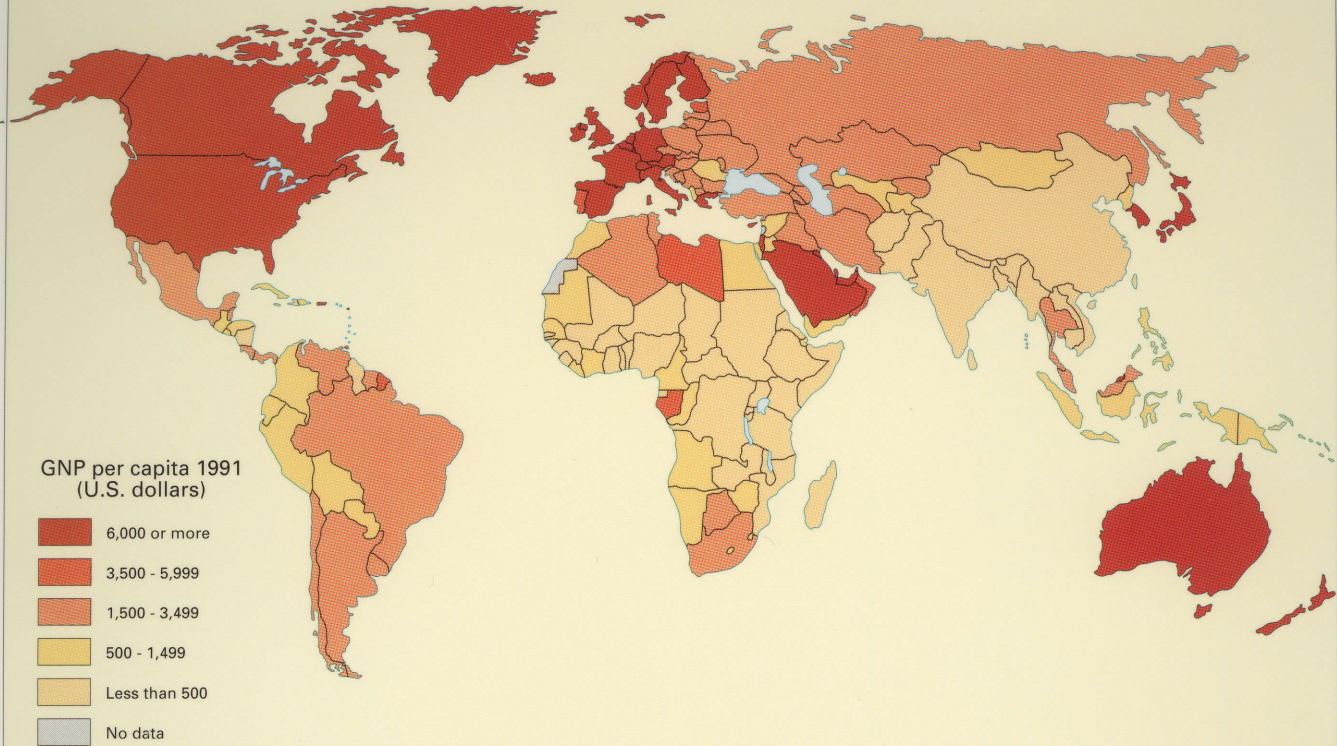 GNP per capita 1991
(U.S. dollars)
6,000 or more
3,500 - 5,999
1,500 - 3,499
500 - 1,499
Less than 500
No data